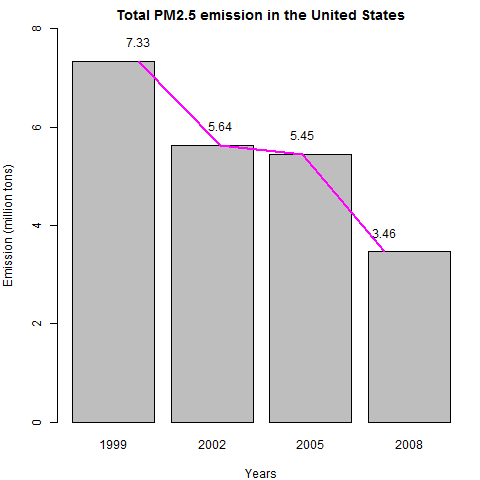 Total PM2.5 emission in the United States
Emission (million tons)
8
6
4
2
0
7.33
5.64
5.45
3.46
1999 2002 2005 2008
Years